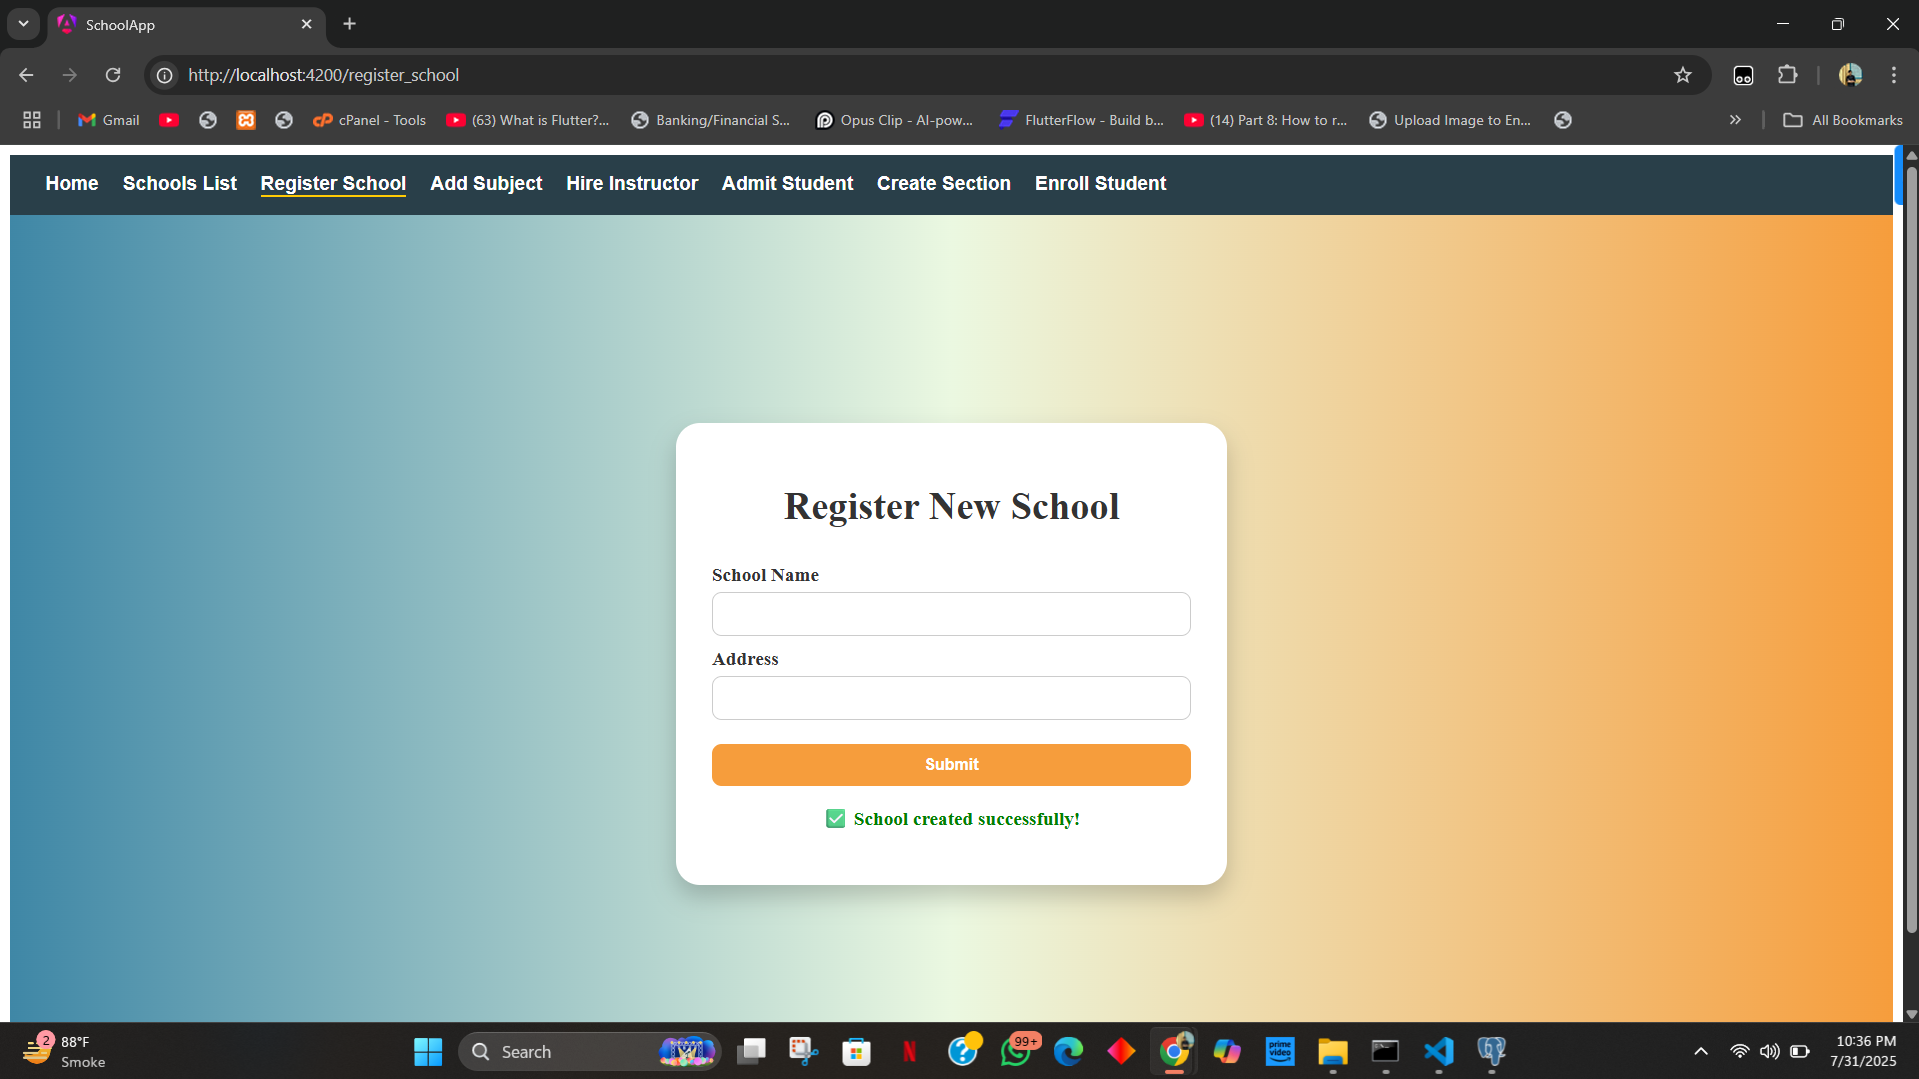 SchoolApp
http://localhost:4200/register_school
Gmail
cPanel - Tools
(63) What is Flutter?...
Banking/Financial S...
Opus Clip - AI-pow...
FlutterFlow - Build b...
(14) Part 8: How to r...
Upload Image to En...
All Bookmarks
Home Schools List Register School Add Subject Hire Instructor Admit Student Create Section Enroll Student
Register New School
School Name
Address
Submit
✅ School created successfully!
2
88°F
Smoke
Search
99+
prime video
10:36 PM
7/31/2025